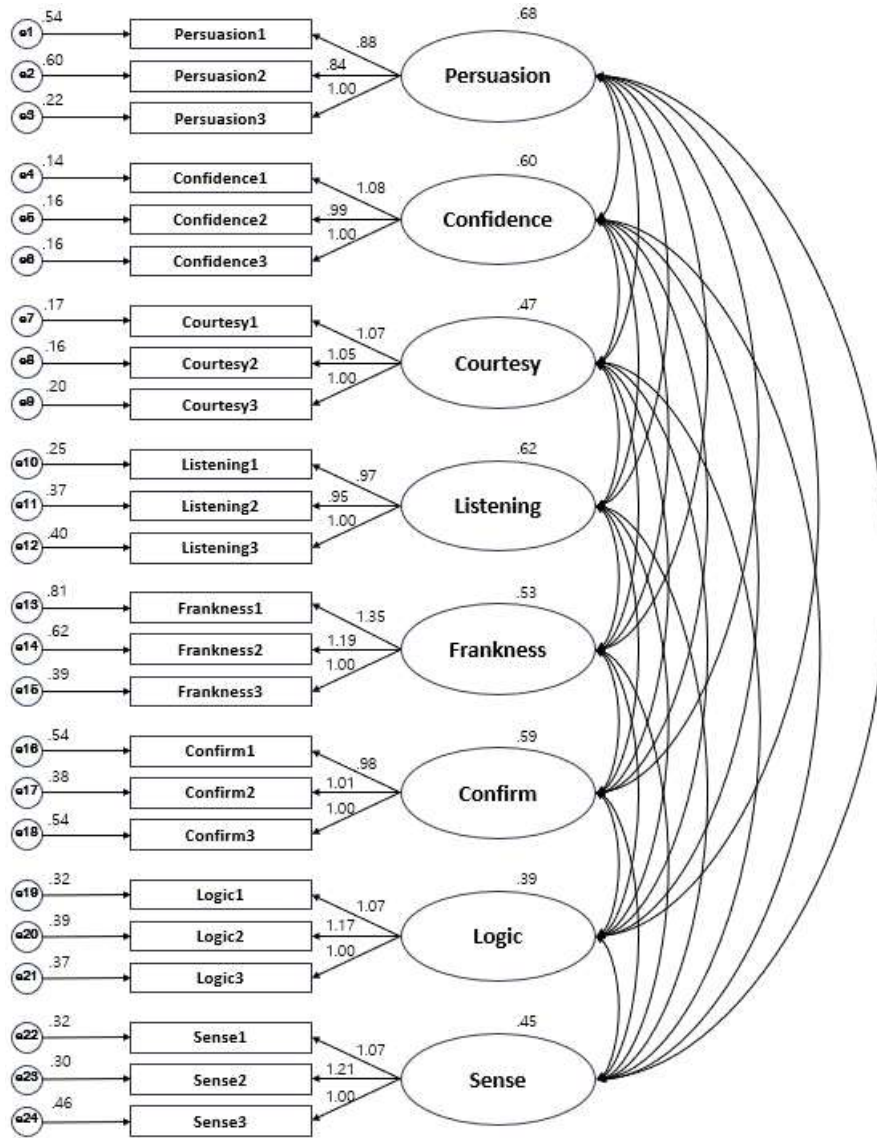 .54
.68
e1
Persuasion1
.88
.60
e2
Persuasion2
.84
Persuasion
.22
1.00
e3
Persuasion3
.14
.60
e4
Confidence1
1.08
.16
e5
Confidence2
.99
Confidence
.16
1.00
e6
Confidence3
.17
.47
e7
Courtesy1
1.07
.16
e8
Courtesy2
1.05
Courtesy
.20
1.00
e9
Courtesy3
.25
.62
e10
Listening1
.97
.37
e11
Listening2
.95
Listening
.40
1.00
e12
Listening3
.81
.53
e13
Frankness1
1.35
.62
e14
Frankness2
1.19
Frankness
.39
1.00
e15
Frankness3
.54
.59
e16
Confirm1
.98
.38
e17
Confirm2
1.01
Confirm
.54
1.00
e18
Confirm3
.32
.39
e19
Logic1
1.07
.39
e20
Logic2
1.17
Logic
.37
1.00
e21
Logic3
.32
.45
e22
Sense1
1.07
.30
e23
Sense2
1.21
Sense
.46
1.00
e24
Sense3